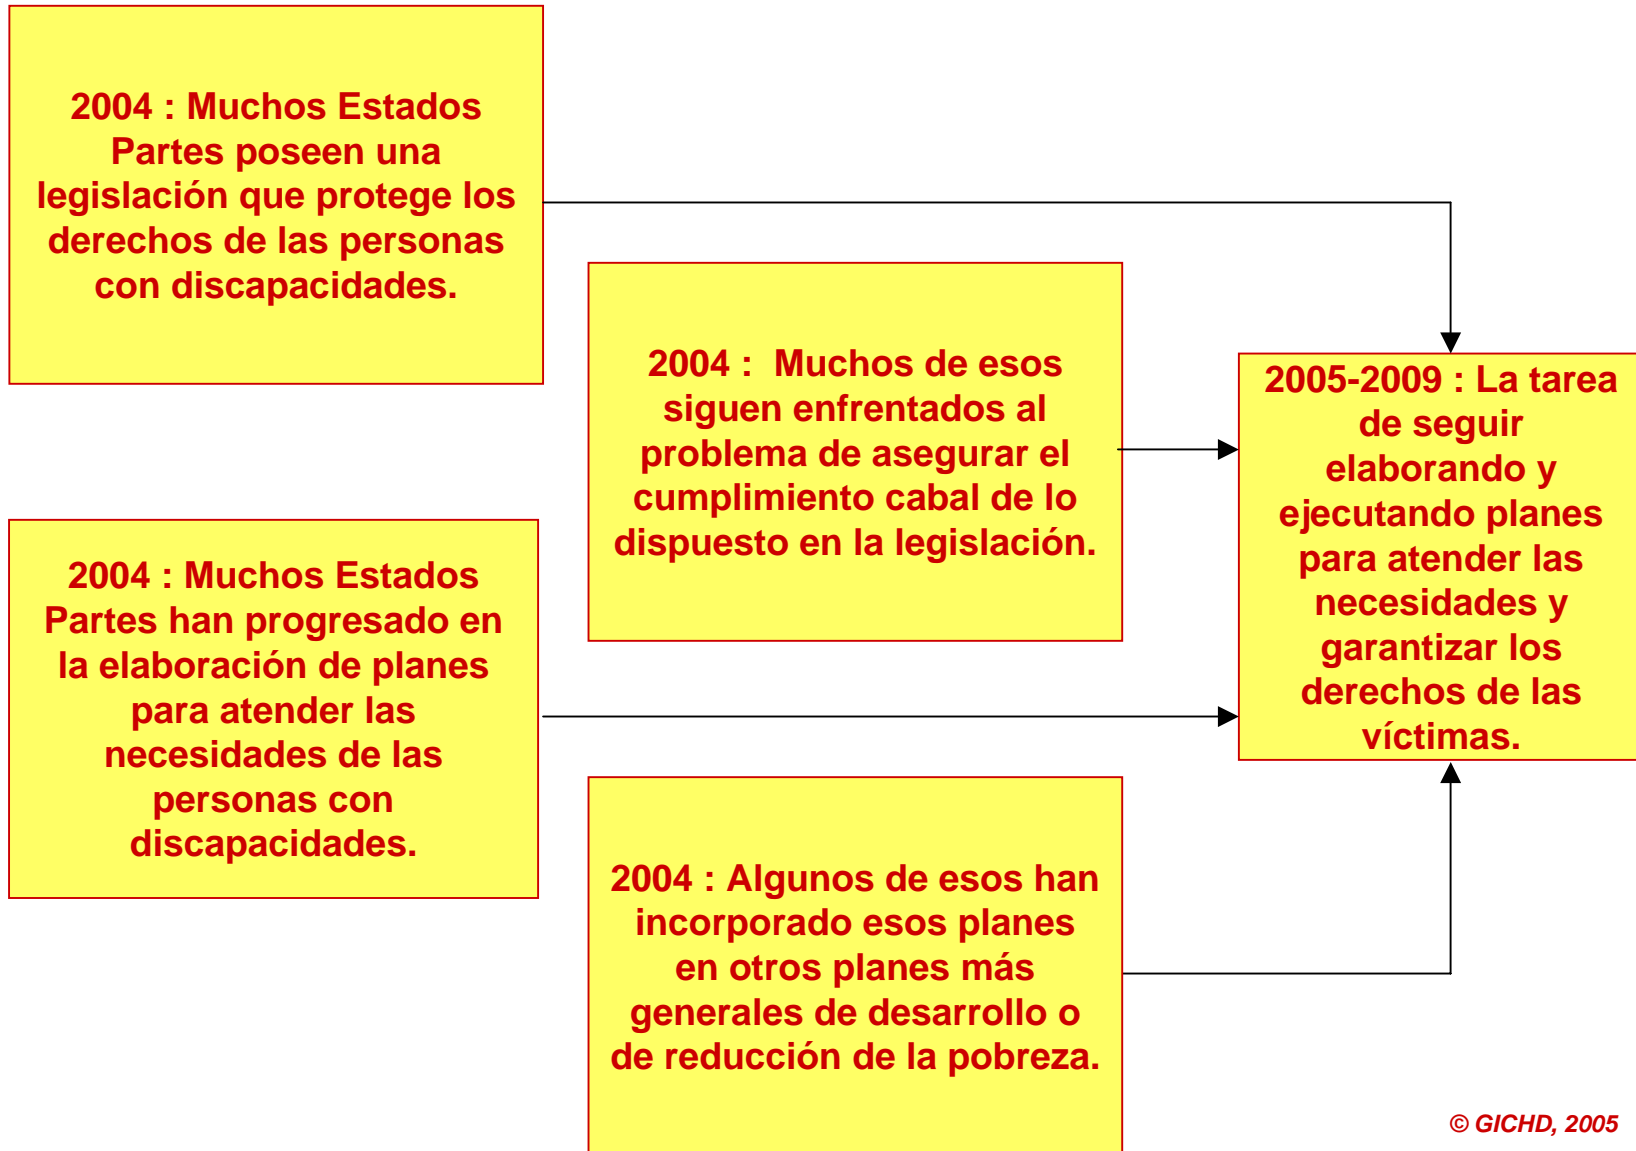 2004 : Muchos Estados
Partes poseen una
legislación que protege los
derechos de las personas
con discapacidades.
2004 :  Muchos de esos
siguen enfrentados al
problema de asegurar el
cumplimiento cabal de lo
dispuesto en la legislación.
2004 : Muchos Estados
Partes han progresado en
la elaboración de planes
para atender las
necesidades de las
personas con
discapacidades.
2004 : Algunos de esos han
incorporado esos planes
en otros planes más
generales de desarrollo o
de reducción de la pobreza.
2005-2009 : La tarea
de seguir
elaborando y
ejecutando planes
para atender las
necesidades y
garantizar los
derechos de las
víctimas.
© GICHD, 2005